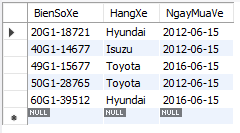 BienSoXe HangXe NgayMuaVe
20G1-18721 Hyundai 2012-06-15
40G1-14677 Isuzu 2012-06-15
49G1-15677 Toyota 2016-06-15
50G1-28765 Toyota 2012-06-15
60G1-39512 Hyundai 2016-06-15
NULL NULL NULL